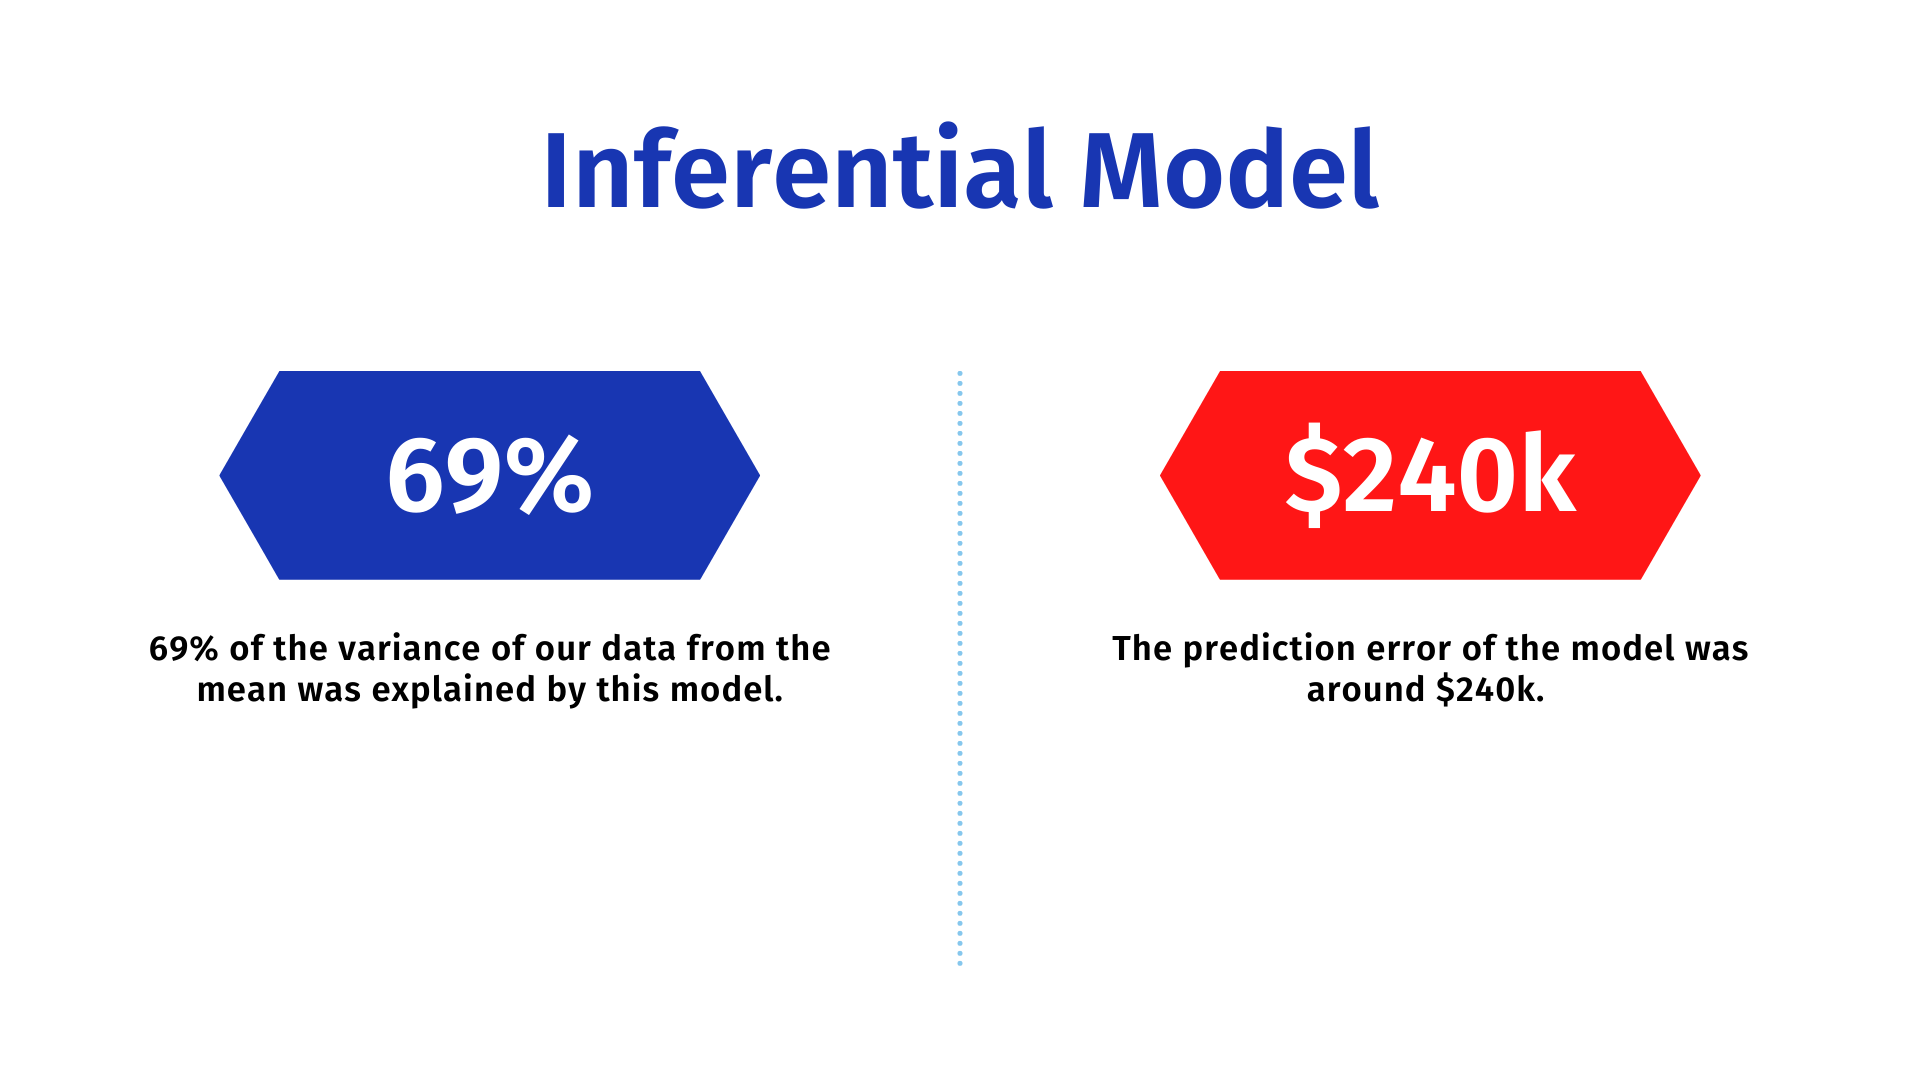 Inferential Model
69%
69% of the variance of our data from the
mean was explained by this model.
$240k
The prediction error of the model was
around $240k.